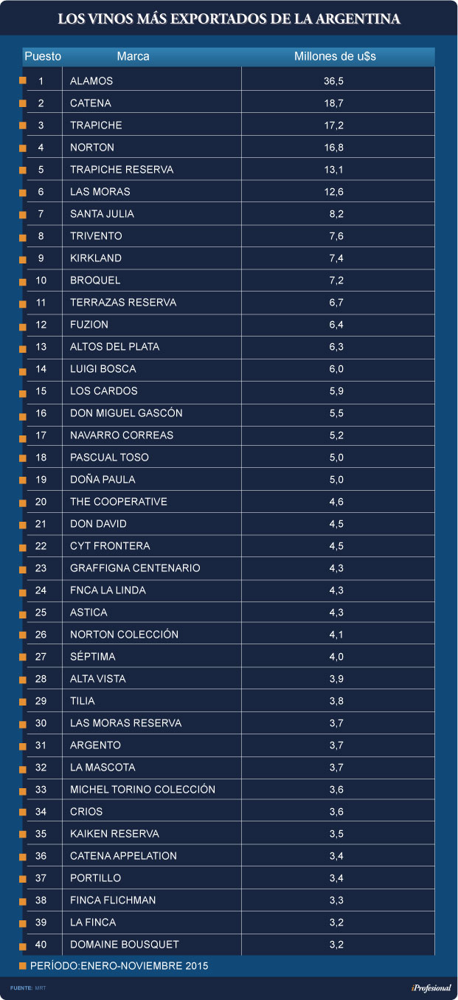 LOS VINOS MÁS EXPORTADOS DE LA ARGENTINA
Puesto Marca Millones de u$s
1 ALAMOS 36,5
2 CATENA 18,7
3 TRAPICHE 17,2
4 NORTON 16,8
5 TRAPICHE RESERVA 13,1
6 LAS MORAS 12,6
7 SANTA JULIA 8,2
8 TRIVENTO 7,6
9 KIRKLAND 7,4
10 BROQUEL 7,2
11 TERRAZAS RESERVA 6,7
12 FUZION 6,4
13 ALTOS DEL PLATA 6,3
14 LUIGI BOSCA 6,0
15 LOS CARDOS 5,9
16 DON MIGUEL GASCÓN 5,5
17 NAVARRO CORREAS 5,2
18 PASCUAL TOSO 5,0
19 DOÑA PAULA 5,0
20 THE COOPERATIVE 4,6
21 DON DAVID 4,5
22 CYT FRONTERA 4,5
23 GRAFFIGNA CENTENARIO 4,3
24 FNCA LA LINDA 4,3
25 ASTICA 4,3
26 NORTON COLECCIÓN 4,1
27 SÉPTIMA 4,0
28 ALTA VISTA 3,9
29 TILIA 3,8
30 LAS MORAS RESERVA 3,7
31 ARGENTO 3,7
32 LA MASCOTA 3,7
33 MICHEL TORINO COLECCIÓN 3,6
34 CRIOS 3,6
35 KAIKEN RESERVA 3,5
36 CATENA APPELATION 3,4
37 PORTILLO 3,4
38 FINCA FLICHMAN 3,3
39 LA FINCA 3,2
40 DOMAINE BOUSQUET 3,2
PERÍODO:ENERO-NOVIEMBRE 2015
FUENTE: MRT iProfesional